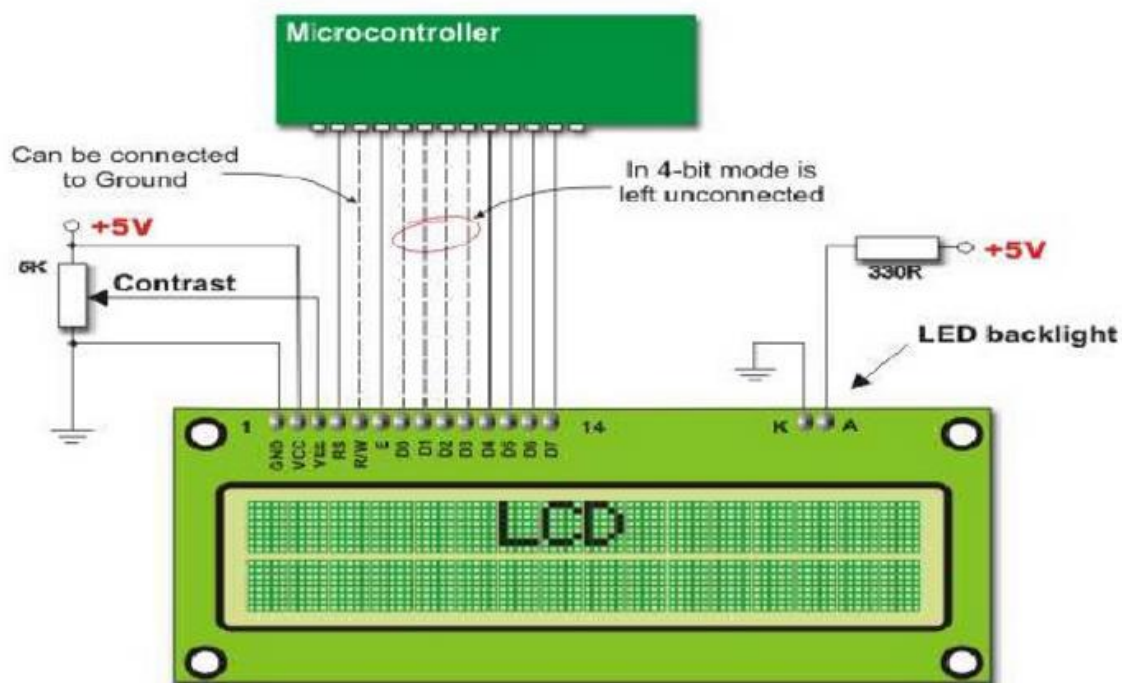 Microcontroller
Can be connected
to Ground
In 4-bit mode is
left unconnected
+5V
5K
Contrast
330R
+5V
LED backlight
1
GND
VCC
VEE
RS
R/W
E
D0
D1
D2
D3
D4
D5
D6
D7
14
K
A
LCD